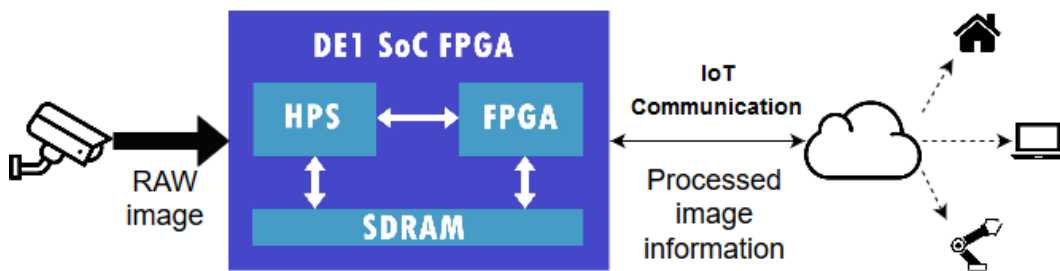 DE1 SoC FPGA
HPS
FPGA
SDRAM
RAW
image
IoT
Communication
Processed
image
information